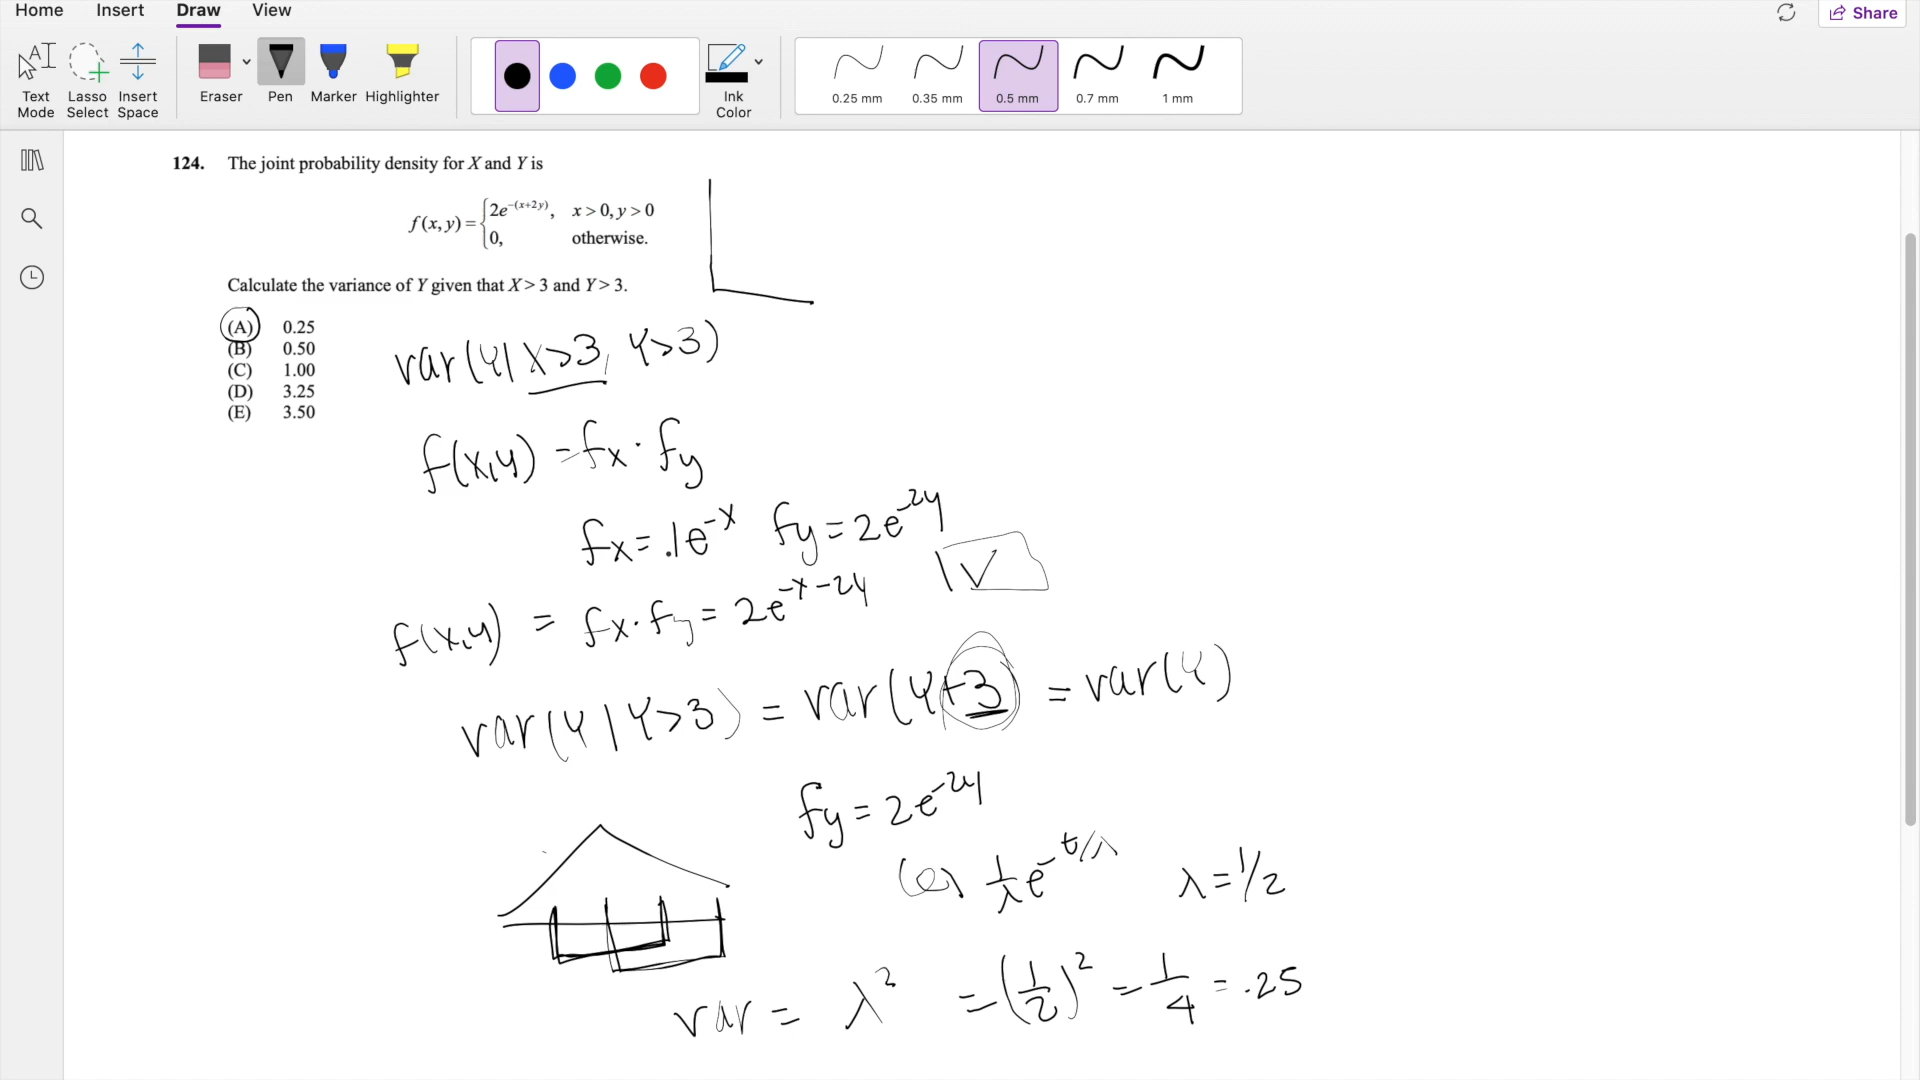 Home Insert Draw View
Share
Text Mode
Lasso Select
Insert Space
Eraser
Pen
Marker
Highlighter
Ink Color
0.25 mm
0.35 mm
0.5 mm
0.7 mm
1 mm
124. The joint probability density for X and Y is
f(x, y) = { 2e^{-(x+2y)}, x > 0, y > 0
0, otherwise.
Calculate the variance of Y given that X > 3 and Y > 3.
(A) 0.25
(B) 0.50
(C) 1.00
(D) 3.25
(E) 3.50
var(Y| X>3, Y>3)
f(x,y) = fx · fy
fx = .1e^{-x} fy = 2e^{-2y}
IV
f(x,y) = fx · fy = 2e^{-x-2y}
var(Y|Y>3) = var(Y+3) = var(Y)
fy = 2e^{-2y}
1/λ e^{-t/λ} λ = 1/2
var = λ² = (1/2)² = 1/4 = .25